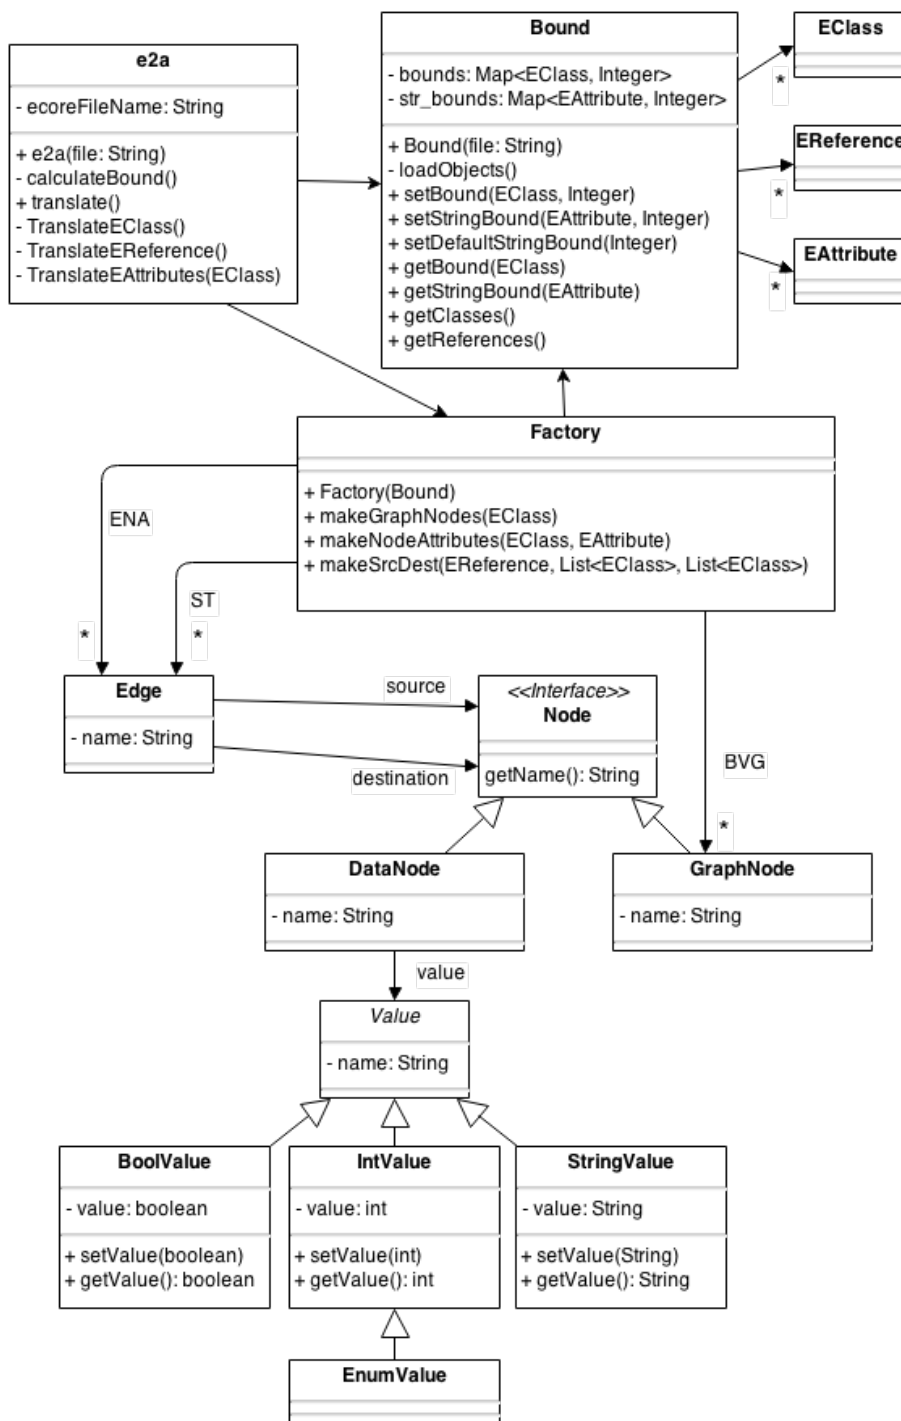 e2a
- ecoreFileName: String
+ e2a(file: String)
- calculateBound()
+ translate()
- TranslateEClass()
- TranslateEReference()
- TranslateEAttributes(EClass)
Bound
- bounds: Map<EClass, Integer>
- str_bounds: Map<EAttribute, Integer>
+ Bound(file: String)
- loadObjects()
+ setBound(EClass, Integer)
+ setStringBound(EAttribute, Integer)
+ setDefaultStringBound(Integer)
+ getBound(EClass)
+ getStringBound(EAttribute)
+ getClasses()
+ getReferences()
EClass
*
EReference
*
EAttribute
*
Factory
+ Factory(Bound)
+ makeGraphNodes(EClass)
+ makeNodeAttributes(EClass, EAttribute)
+ makeSrcDest(EReference, List<EClass>, List<EClass>)
ENA
*
ST
*
Edge
- name: String
source
destination
<<Interface>>
Node
getName(): String
BVG
*
DataNode
- name: String
GraphNode
- name: String
value
Value
- name: String
BoolValue
- value: boolean
+ setValue(boolean)
+ getValue(): boolean
IntValue
- value: int
+ setValue(int)
+ getValue(): int
StringValue
- value: String
+ setValue(String)
+ getValue(): String
EnumValue